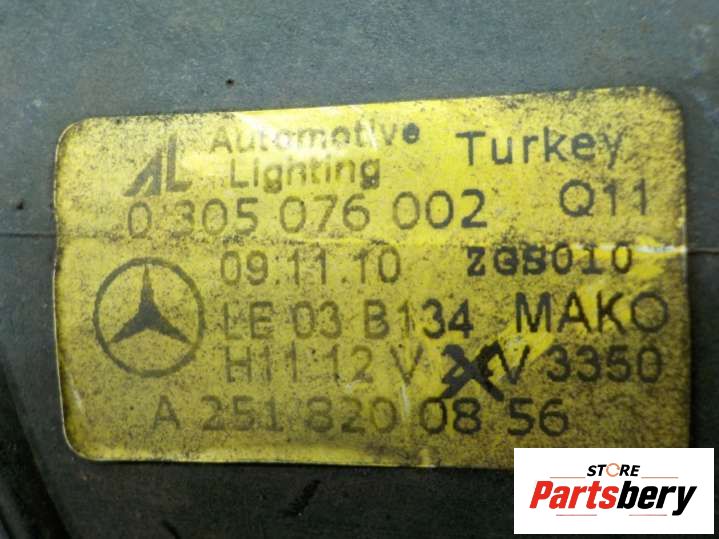 AL Automotive Lighting Turkey
0 305 076 002 Q11
09.11.10 ZGS010
LE 03 B134 MAKO
H11 12 V V 3350
A 251 820 08 56
STORE
Partsbery